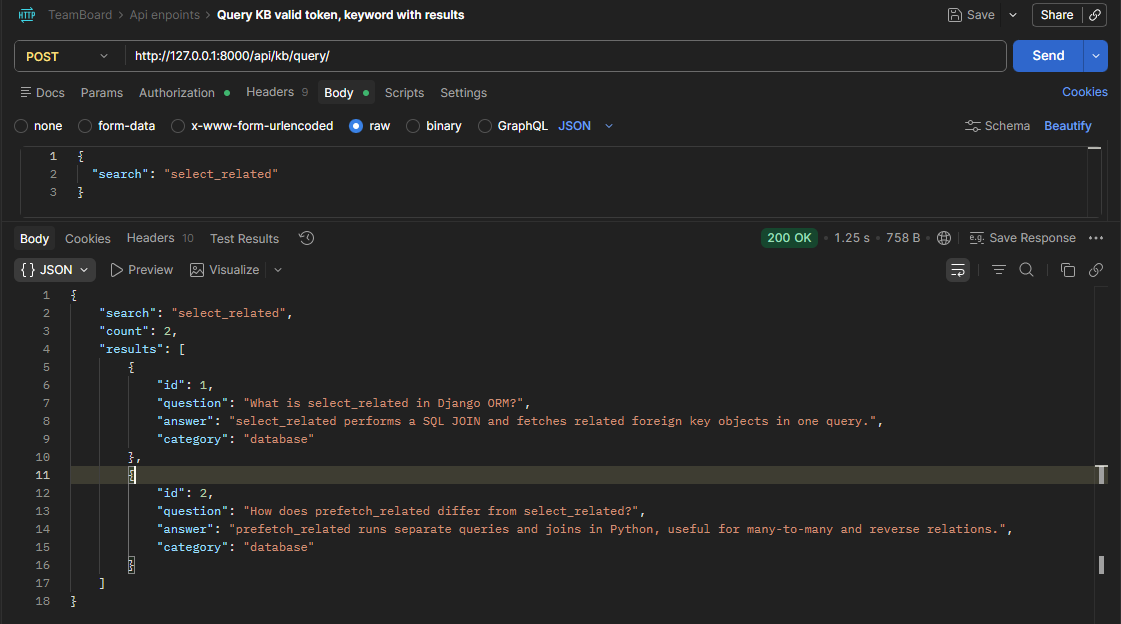 HTTP TeamBoard > Api enpoints > Query KB valid token, keyword with results Save Share
POST http://127.0.0.1:8000/api/kb/query/ Send
Docs Params Authorization Headers 9 Body Scripts Settings Cookies
none form-data x-www-form-urlencoded raw binary GraphQL JSON Schema Beautify
1 {
2 "search": "select_related"
3 }
Body Cookies Headers 10 Test Results 200 OK • 1.25 s • 758 B • e.g. Save Response
{} JSON Preview Visualize
1 {
2 "search": "select_related",
3 "count": 2,
4 "results": [
5 {
6 "id": 1,
7 "question": "What is select_related in Django ORM?",
8 "answer": "select_related performs a SQL JOIN and fetches related foreign key objects in one query.",
9 "category": "database"
10 },
11 {
12 "id": 2,
13 "question": "How does prefetch_related differ from select_related?",
14 "answer": "prefetch_related runs separate queries and joins in Python, useful for many-to-many and reverse relations.",
15 "category": "database"
16 }
17 ]
18 }